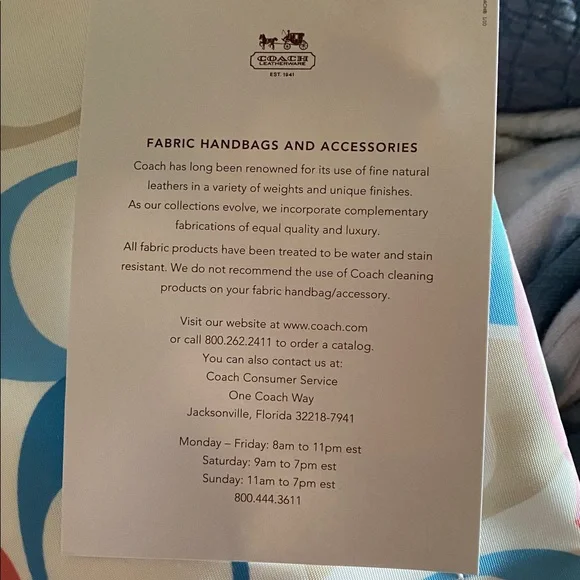 COACH
LEATHERWARE
EST. 1941
FABRIC HANDBAGS AND ACCESSORIES
Coach has long been renowned for its use of fine natural
leathers in a variety of weights and unique finishes.
As our collections evolve, we incorporate complementary
fabrications of equal quality and luxury.
All fabric products have been treated to be water and stain
resistant. We do not recommend the use of Coach cleaning
products on your fabric handbag/accessory.
Visit our website at www.coach.com
or call 800.262.2411 to order a catalog.
You can also contact us at:
Coach Consumer Service
One Coach Way
Jacksonville, Florida 32218-7941
Monday – Friday: 8am to 11pm est
Saturday: 9am to 7pm est
Sunday: 11am to 7pm est
800.444.3611